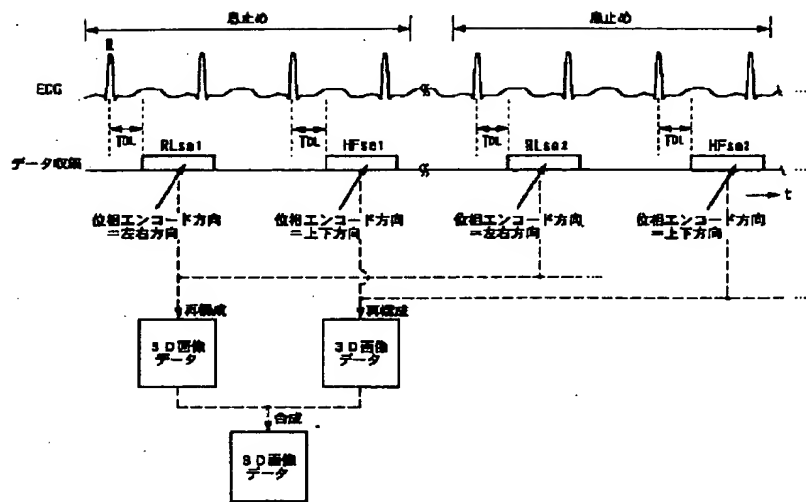 息止め
息止め
R
ECG
TDL
TDL
TDL
TDL
RLse1
HFse1
RLse2
HFse2
データ収集
t
位相エンコード方向
=左右方向
位相エンコード方向
=上下方向
位相エンコード方向
=左右方向
位相エンコード方向
=上下方向
再構成
再構成
3D画像
データ
3D画像
データ
合成
3D画像
データ